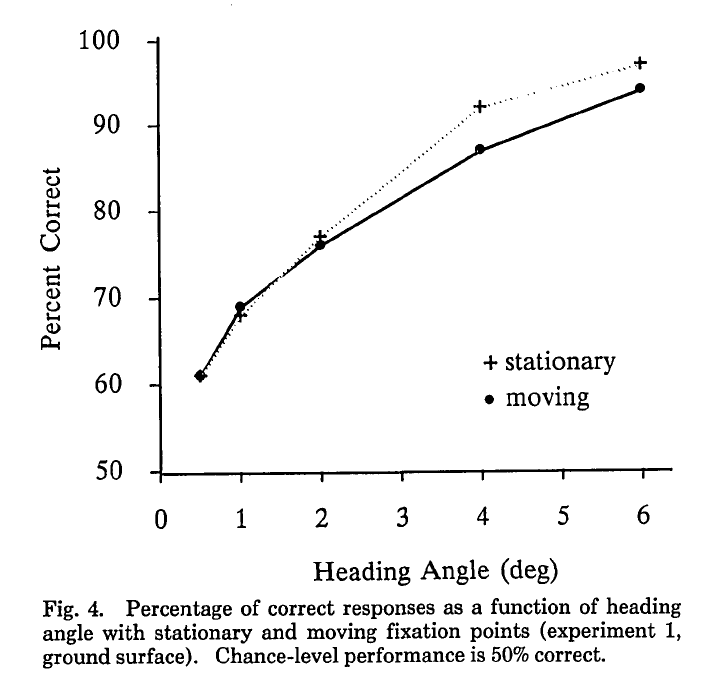 100
90
80
70
60
50
Percent Correct
+ stationary
• moving
0 1 2 3 4 5 6
Heading Angle (deg)
Fig. 4. Percentage of correct responses as a function of heading
angle with stationary and moving fixation points (experiment 1,
ground surface). Chance-level performance is 50% correct.